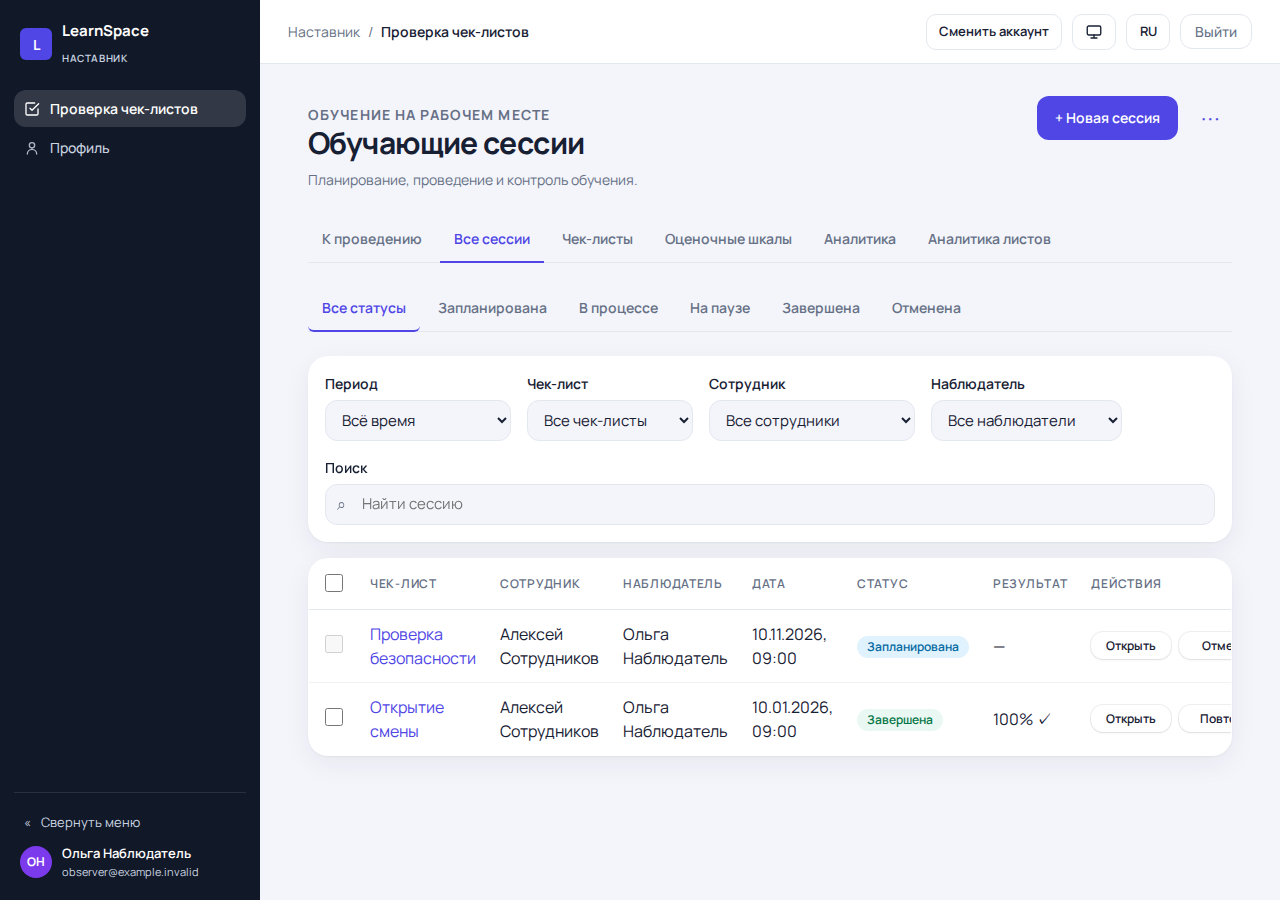 L
LearnSpace
НАСТАВНИК
Проверка чек-листов
Профиль
« Свернуть меню
ОН
Ольга Наблюдатель
observer@example.invalid
Наставник / Проверка чек-листов
Сменить аккаунт
RU
Выйти
ОБУЧЕНИЕ НА РАБОЧЕМ МЕСТЕ
Обучающие сессии
Планирование, проведение и контроль обучения.
+ Новая сессия
...
К проведению Все сессии Чек-листы Оценочные шкалы Аналитика Аналитика листов
Все статусы Запланирована В процессе На паузе Завершена Отменена
Период Чек-лист Сотрудник Наблюдатель
Всё время Все чек-листы Все сотрудники Все наблюдатели
Поиск
Найти сессию
ЧЕК-ЛИСТ СОТРУДНИК НАБЛЮДАТЕЛЬ ДАТА СТАТУС РЕЗУЛЬТАТ ДЕЙСТВИЯ
Проверка безопасности
Алексей Сотрудников
Ольга Наблюдатель
10.11.2026, 09:00
Запланирована
—
Открыть
Отме
Открытие смены
Алексей Сотрудников
Ольга Наблюдатель
10.01.2026, 09:00
Завершена
100% ✓
Открыть
Повто